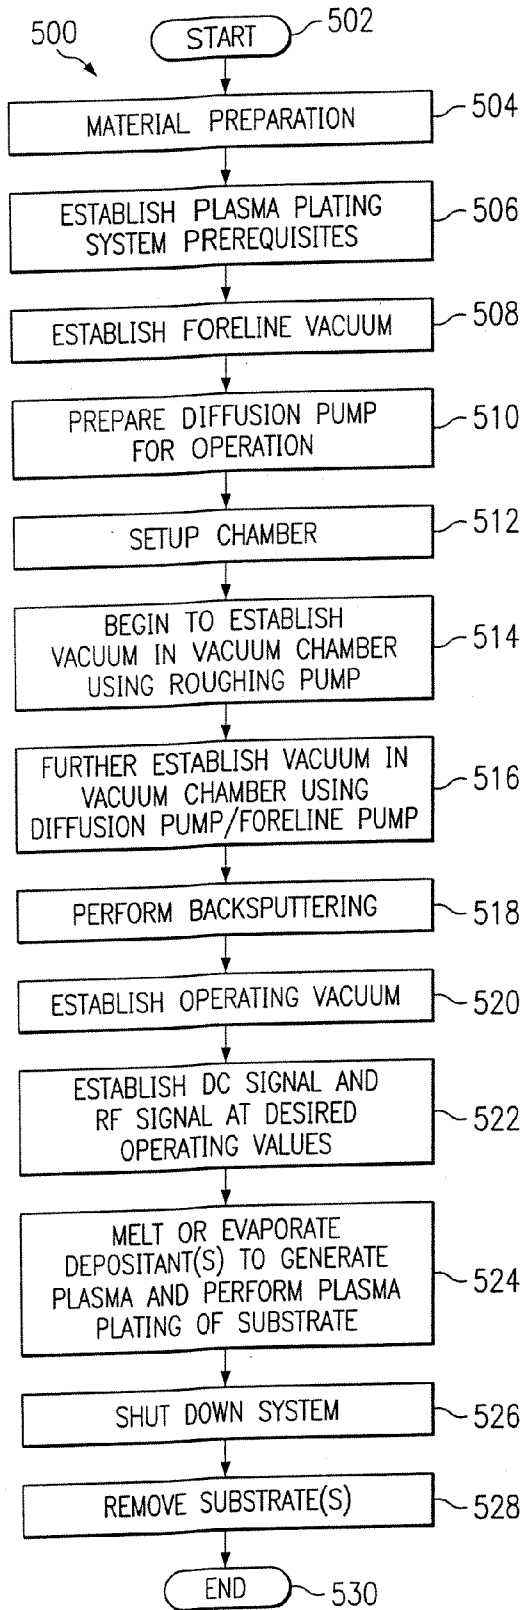 500
START
502
MATERIAL PREPARATION
504
ESTABLISH PLASMA PLATING
SYSTEM PREREQUISITES
506
ESTABLISH FORELINE VACUUM
508
PREPARE DIFFUSION PUMP
FOR OPERATION
510
SETUP CHAMBER
512
BEGIN TO ESTABLISH
VACUUM IN VACUUM CHAMBER
USING ROUGHING PUMP
514
FURTHER ESTABLISH VACUUM IN
VACUUM CHAMBER USING
DIFFUSION PUMP/FORELINE PUMP
516
PERFORM BACKSPUTTERING
518
ESTABLISH OPERATING VACUUM
520
ESTABLISH DC SIGNAL AND
RF SIGNAL AT DESIRED
OPERATING VALUES
522
MELT OR EVAPORATE
DEPOSITANT(S) TO GENERATE
PLASMA AND PERFORM PLASMA
PLATING OF SUBSTRATE
524
SHUT DOWN SYSTEM
526
REMOVE SUBSTRATE(S)
528
END
530